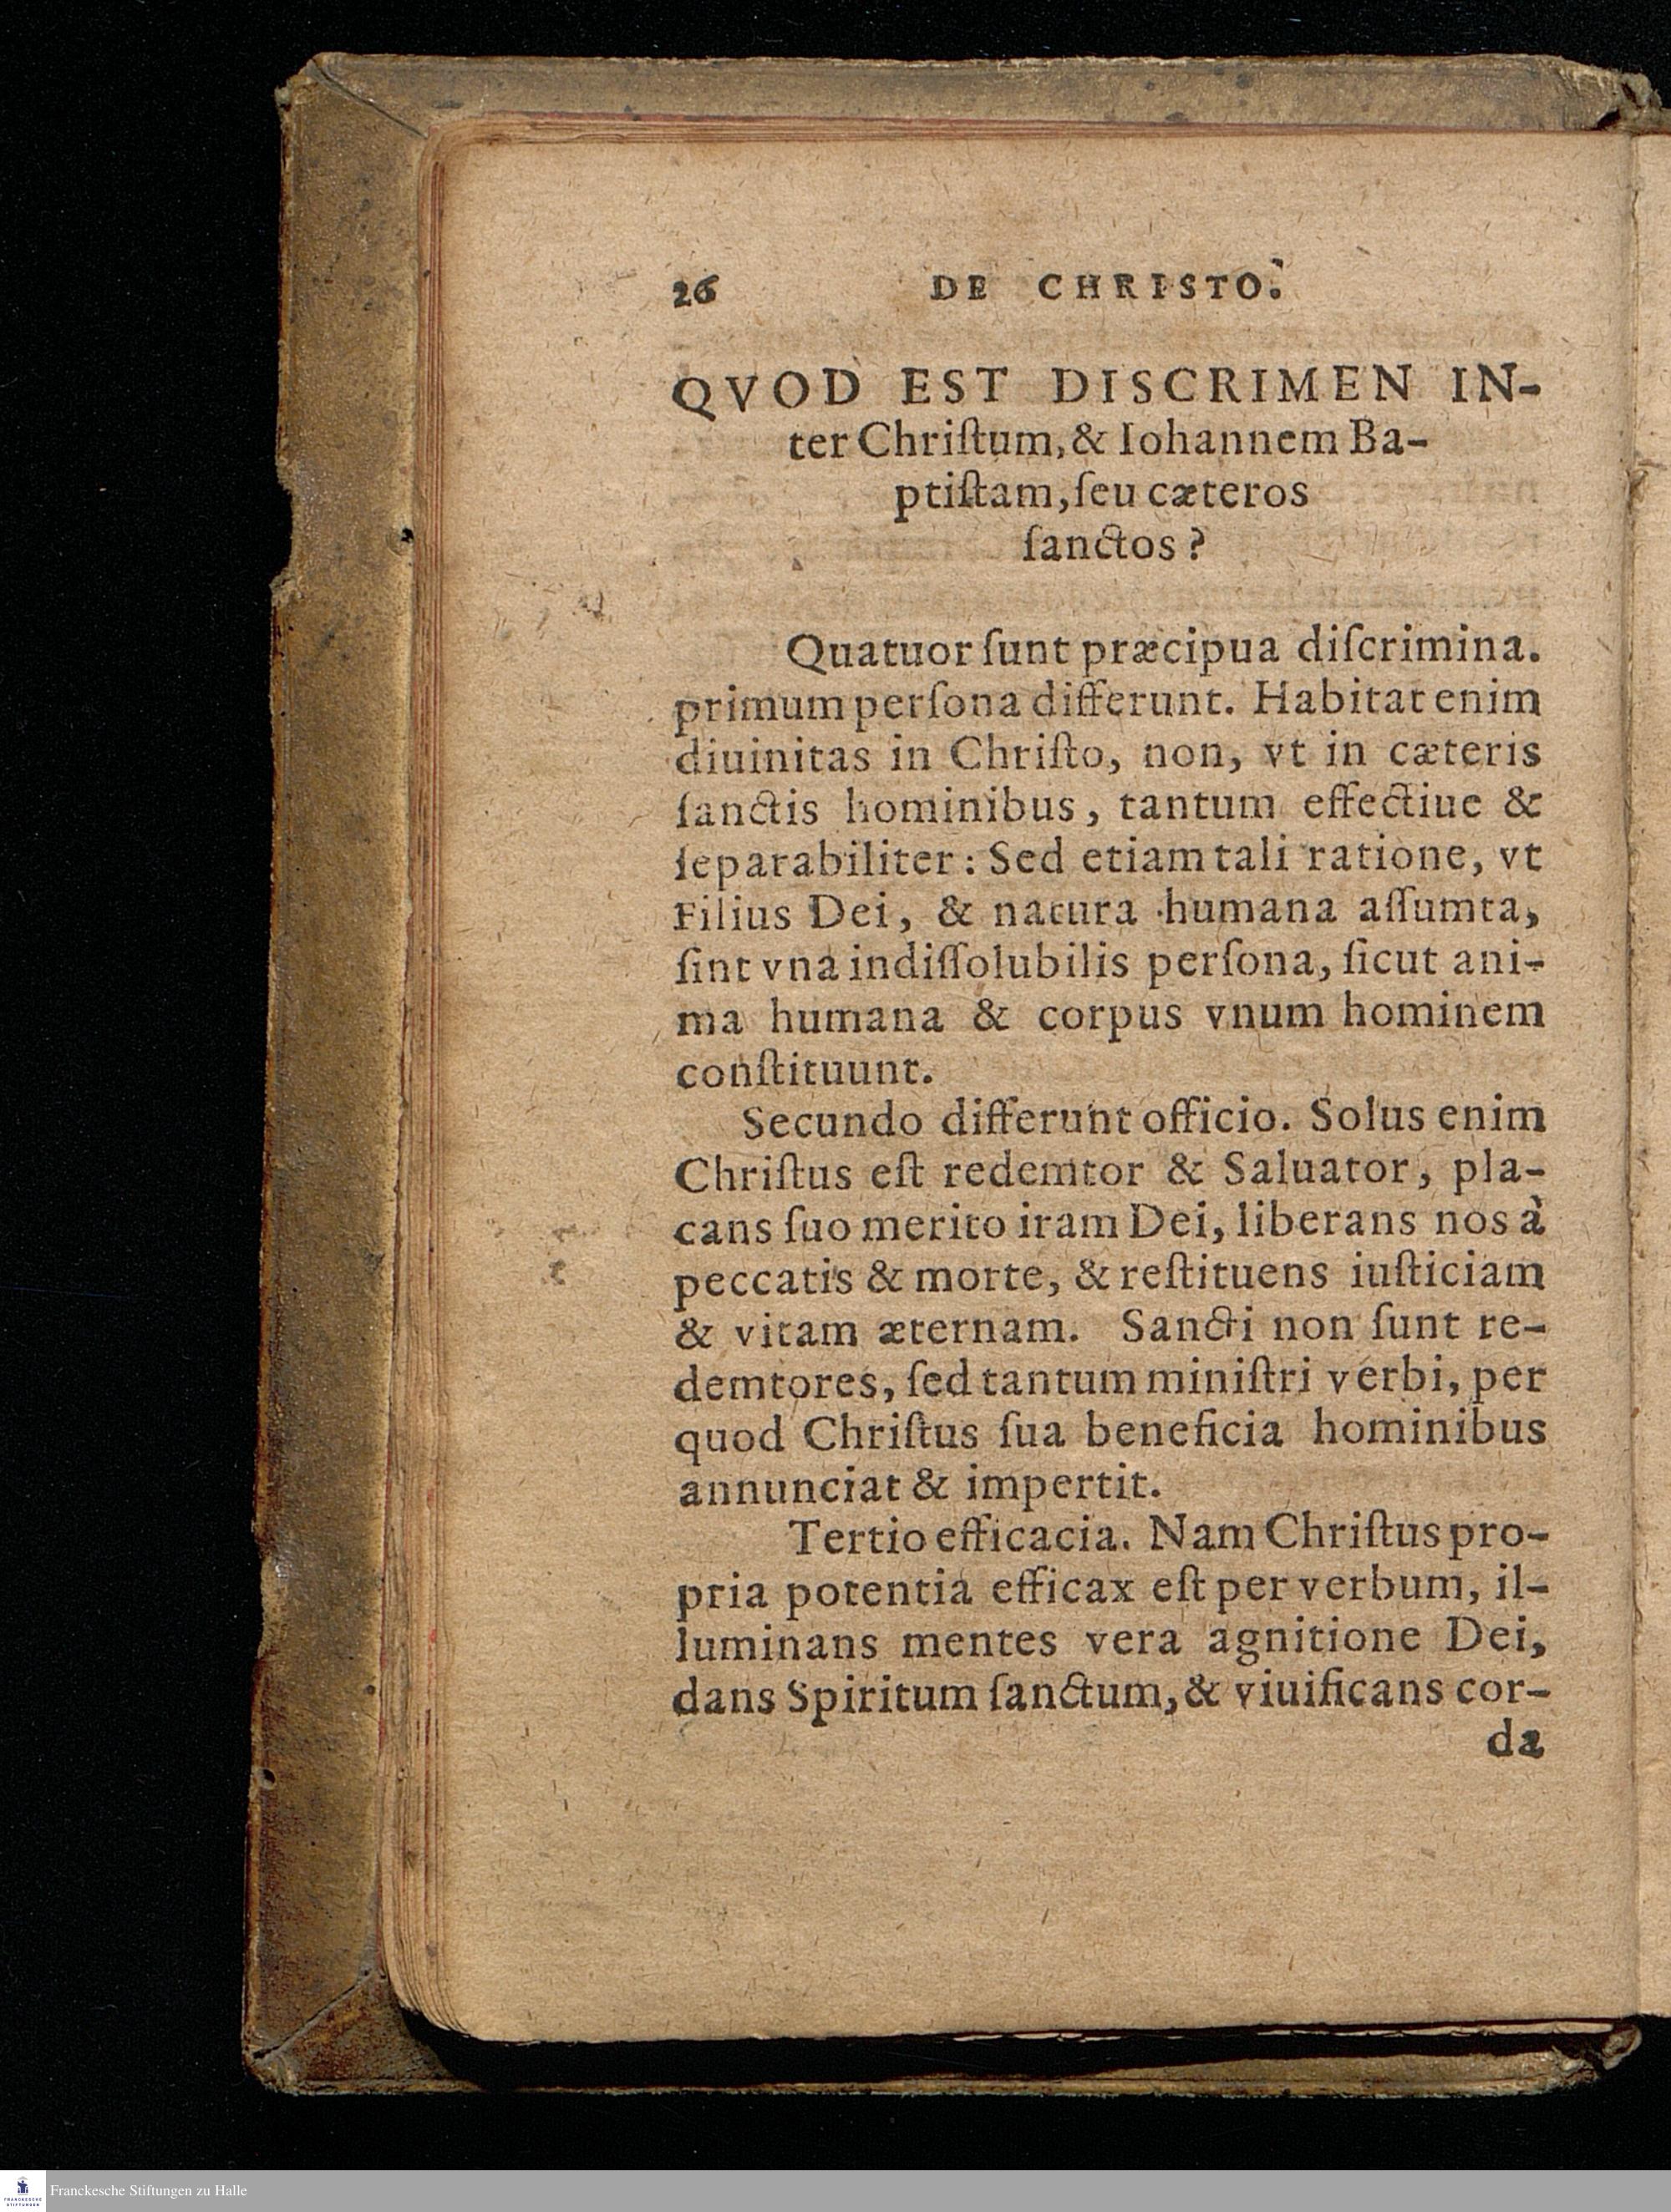 26 DE CHRISTO.
QVOD EST DISCRIMEN IN-
ter Chriſtum, & Iohannem Ba-
ptiſtam, ſeu cæteros
ſanctos?
Quatuor ſunt præcipua diſcrimina.
primum perſona differunt. Habitat enim
diuinitas in Chriſto, non, vt in cæteris
ſanctis hominibus, tantum effectiue &
ſeparabiliter: Sed etiam tali ratione, vt
Filius Dei, & natura humana aſſumta,
ſint vna indiſſolubilis perſona, ſicut ani-
ma humana & corpus vnum hominem
conſtituunt.
Secundo differunt officio. Solus enim
Chriſtus eſt redemtor & Saluator, pla-
cans ſuo merito iram Dei, liberans nos à
peccatis & morte, & reſtituens iuſticiam
& vitam æternam. Sancti non ſunt re-
demtores, ſed tantum miniſtri verbi, per
quod Chriſtus ſua beneficia hominibus
annunciat & impertit.
Tertio efficacia. Nam Chriſtus pro-
pria potentia efficax eſt per verbum, il-
luminans mentes vera agnitione Dei,
dans Spiritum ſanctum, & viuificans cor-
da
FRANCKESCHE
STIFTUNGEN
Franckesche Stiftungen zu Halle